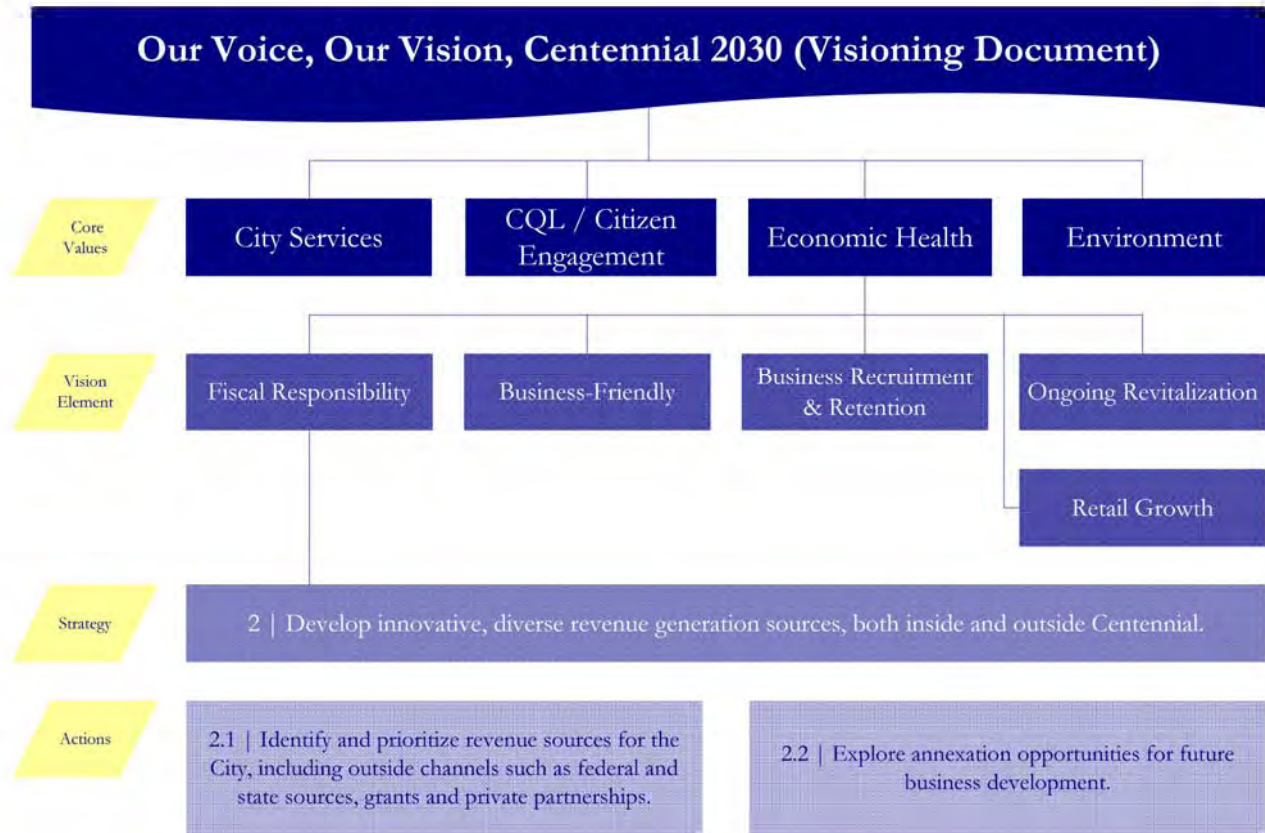 Our Voice, Our Vision, Centennial 2030 (Visioning Document)
Core
Values
City Services
CQL / Citizen
Engagement
Economic Health
Environment
Vision
Element
Fiscal Responsibility
Business-Friendly
Business Recruitment
& Retention
Ongoing Revitalization
Retail Growth
Strategy
2 | Develop innovative, diverse revenue generation sources, both inside and outside Centennial.
Actions
2.1 | Identify and prioritize revenue sources for the
City, including outside channels such as federal and
state sources, grants and private partnerships.
2.2 | Explore annexation opportunities for future
business development.